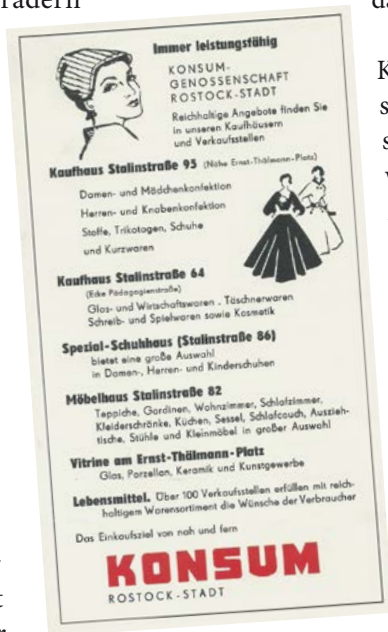 rädern
Immer leistungsfähig
KONSUM-
GENOSSENSCHAFT
ROSTOCK-STADT
Reichhaltige Angebote finden Sie
in unseren Kaufhäusern
und Verkaufsstellen
Kaufhaus Stalinstraße 95 (Nähe Ernst-Thälmann-Platz)
Damen- und Mädchenkonfektion
Herren- und Knabenkonfektion
Stoffe, Trikotagen, Schuhe
und Kurzwaren
Kaufhaus Stalinstraße 64
(Ecke Pädagogienstraße)
Glas- und Wirtschaftswaren . Täschnerwaren
Schreib- und Spielwaren sowie Kosmetik
Spezial-Schuhhaus (Stalinstraße 86)
bietet eine große Auswahl
in Damen-, Herren- und Kinderschuhen
Möbelhaus Stalinstraße 82
Teppiche, Gardinen, Wohnzimmer, Schlafzimmer,
Kleiderschränke, Küchen, Sessel, Schlafcouch, Auszieh-
tische, Stühle und Kleinmöbel in großer Auswahl
Vitrine am Ernst-Thälmann-Platz
Glas, Porzellan, Keramik und Kunstgewerbe
Lebensmittel. Über 100 Verkaufsstellen erfüllen mit reich-
haltigem Warensortiment die Wünsche der Verbraucher
Das Einkaufsziel von nah und fern
KONSUM
ROSTOCK-STADT